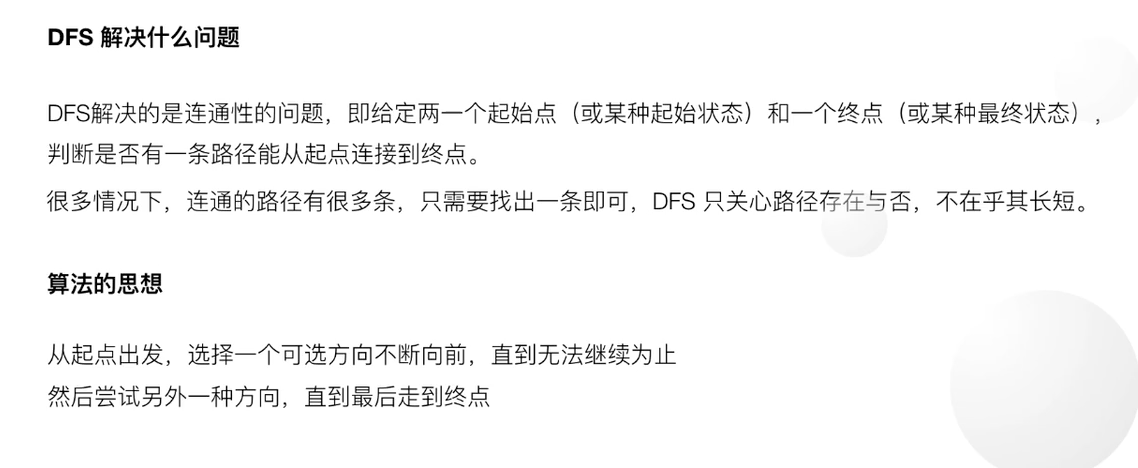 DFS 解决什么问题
DFS解决的是连通性的问题，即给定两一个起始点（或某种起始状态）和一个终点（或某种最终状态），
判断是否有一条路径能从起点连接到终点。
很多情况下，连通的路径有很多条，只需要找出一条即可，DFS 只关心路径存在与否，不在乎其长短。
算法的思想
从起点出发，选择一个可选方向不断向前，直到无法继续为止
然后尝试另外一种方向，直到最后走到终点